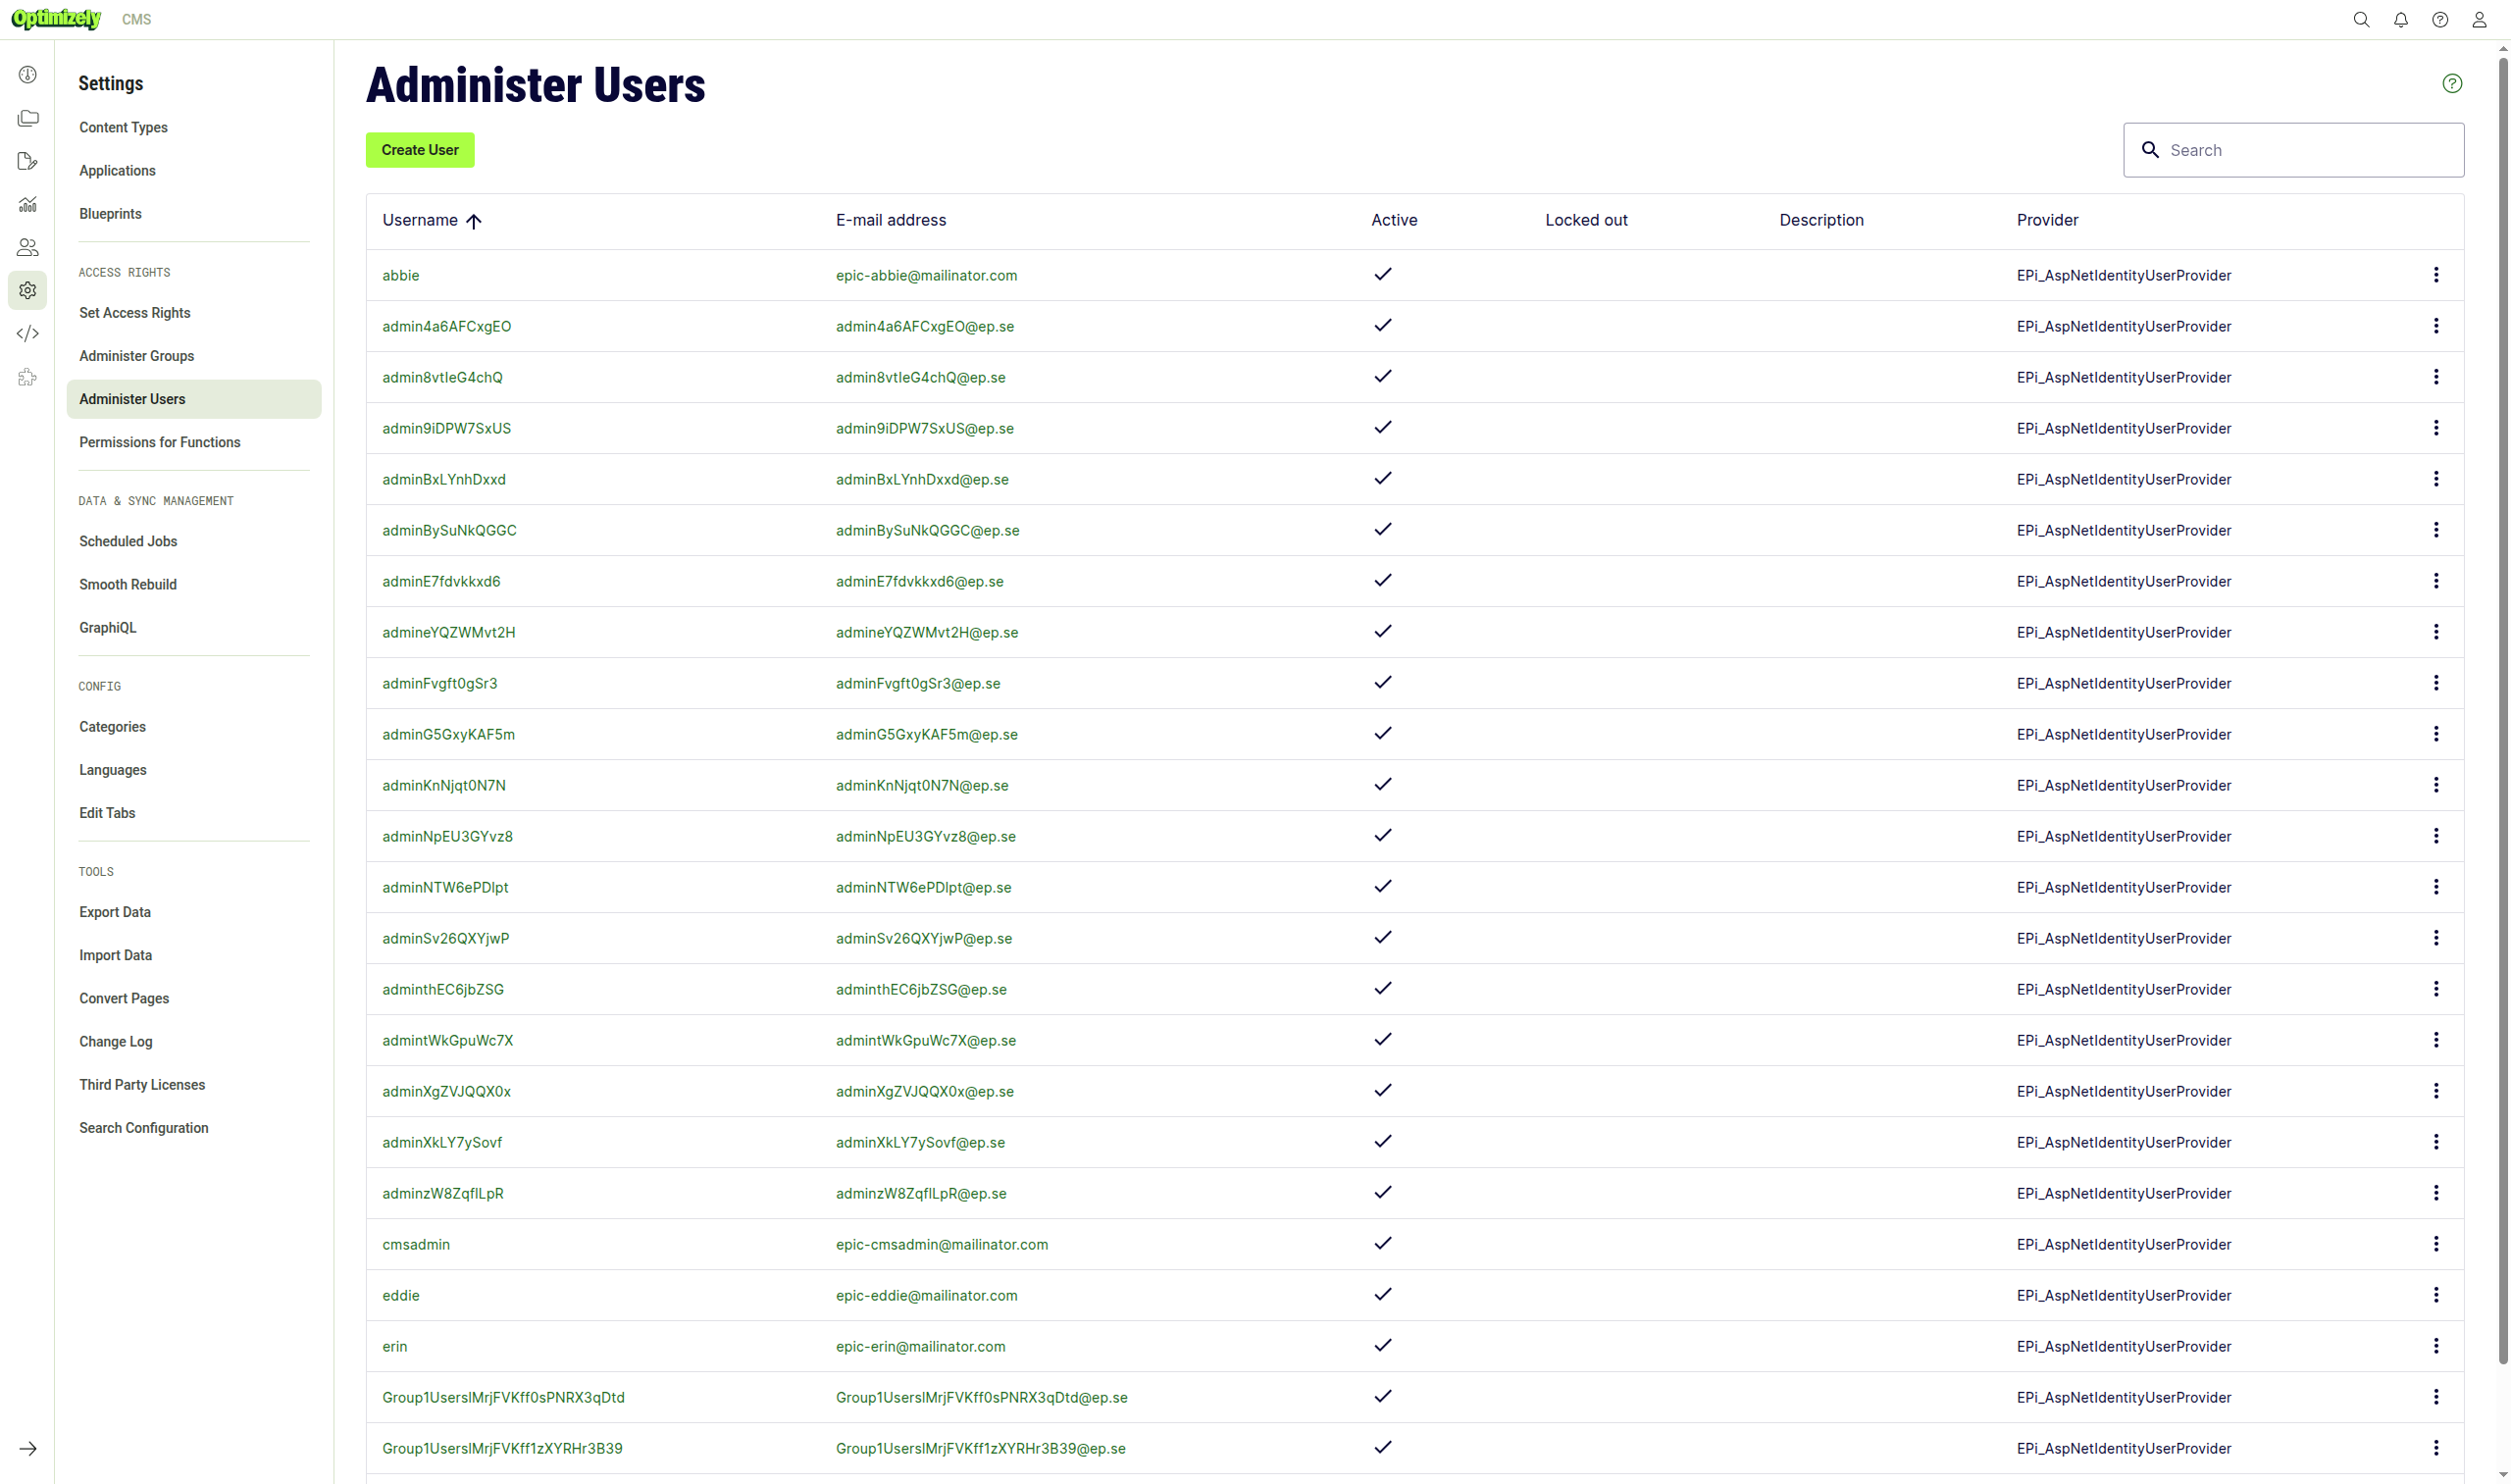 Optimizely CMS
Settings
Content Types
Applications
Blueprints
ACCESS RIGHTS
Set Access Rights
Administer Groups
Administer Users
Permissions for Functions
DATA & SYNC MANAGEMENT
Scheduled Jobs
Smooth Rebuild
GraphiQL
CONFIG
Categories
Languages
Edit Tabs
TOOLS
Export Data
Import Data
Convert Pages
Change Log
Third Party Licenses
Search Configuration
Administer Users
Create User
Search
Username E-mail address Active Locked out Description Provider
abbie epic-abbie@mailinator.com EPi_AspNetIdentityUserProvider
admin4a6AFCxgEO admin4a6AFCxgEO@ep.se EPi_AspNetIdentityUserProvider
admin8vtIeG4chQ admin8vtIeG4chQ@ep.se EPi_AspNetIdentityUserProvider
admin9iDPW7SxUS admin9iDPW7SxUS@ep.se EPi_AspNetIdentityUserProvider
adminBxLYnhDxxd adminBxLYnhDxxd@ep.se EPi_AspNetIdentityUserProvider
adminBySuNkQGGC adminBySuNkQGGC@ep.se EPi_AspNetIdentityUserProvider
adminE7fdvkkxd6 adminE7fdvkkxd6@ep.se EPi_AspNetIdentityUserProvider
admineYQZWMvt2H admineYQZWMvt2H@ep.se EPi_AspNetIdentityUserProvider
adminFvgft0gSr3 adminFvgft0gSr3@ep.se EPi_AspNetIdentityUserProvider
adminG5GxyKAF5m adminG5GxyKAF5m@ep.se EPi_AspNetIdentityUserProvider
adminKnNjqt0N7N adminKnNjqt0N7N@ep.se EPi_AspNetIdentityUserProvider
adminNpEU3GYvz8 adminNpEU3GYvz8@ep.se EPi_AspNetIdentityUserProvider
adminNTW6ePDlpt adminNTW6ePDlpt@ep.se EPi_AspNetIdentityUserProvider
adminSv26QXYjwP adminSv26QXYjwP@ep.se EPi_AspNetIdentityUserProvider
adminthEC6jbZSG adminthEC6jbZSG@ep.se EPi_AspNetIdentityUserProvider
admintWkGpuWc7X admintWkGpuWc7X@ep.se EPi_AspNetIdentityUserProvider
adminXgZVJQQX0x adminXgZVJQQX0x@ep.se EPi_AspNetIdentityUserProvider
adminXkLY7ySovf adminXkLY7ySovf@ep.se EPi_AspNetIdentityUserProvider
adminzW8ZqflLpR adminzW8ZqflLpR@ep.se EPi_AspNetIdentityUserProvider
cmsadmin epic-cmsadmin@mailinator.com EPi_AspNetIdentityUserProvider
eddie epic-eddie@mailinator.com EPi_AspNetIdentityUserProvider
erin epic-erin@mailinator.com EPi_AspNetIdentityUserProvider
Group1UsersIMrjFVKff0sPNRX3qDtd Group1UsersIMrjFVKff0sPNRX3qDtd@ep.se EPi_AspNetIdentityUserProvider
Group1UsersIMrjFVKff1zXYRHr3B39 Group1UsersIMrjFVKff1zXYRHr3B39@ep.se EPi_AspNetIdentityUserProvider